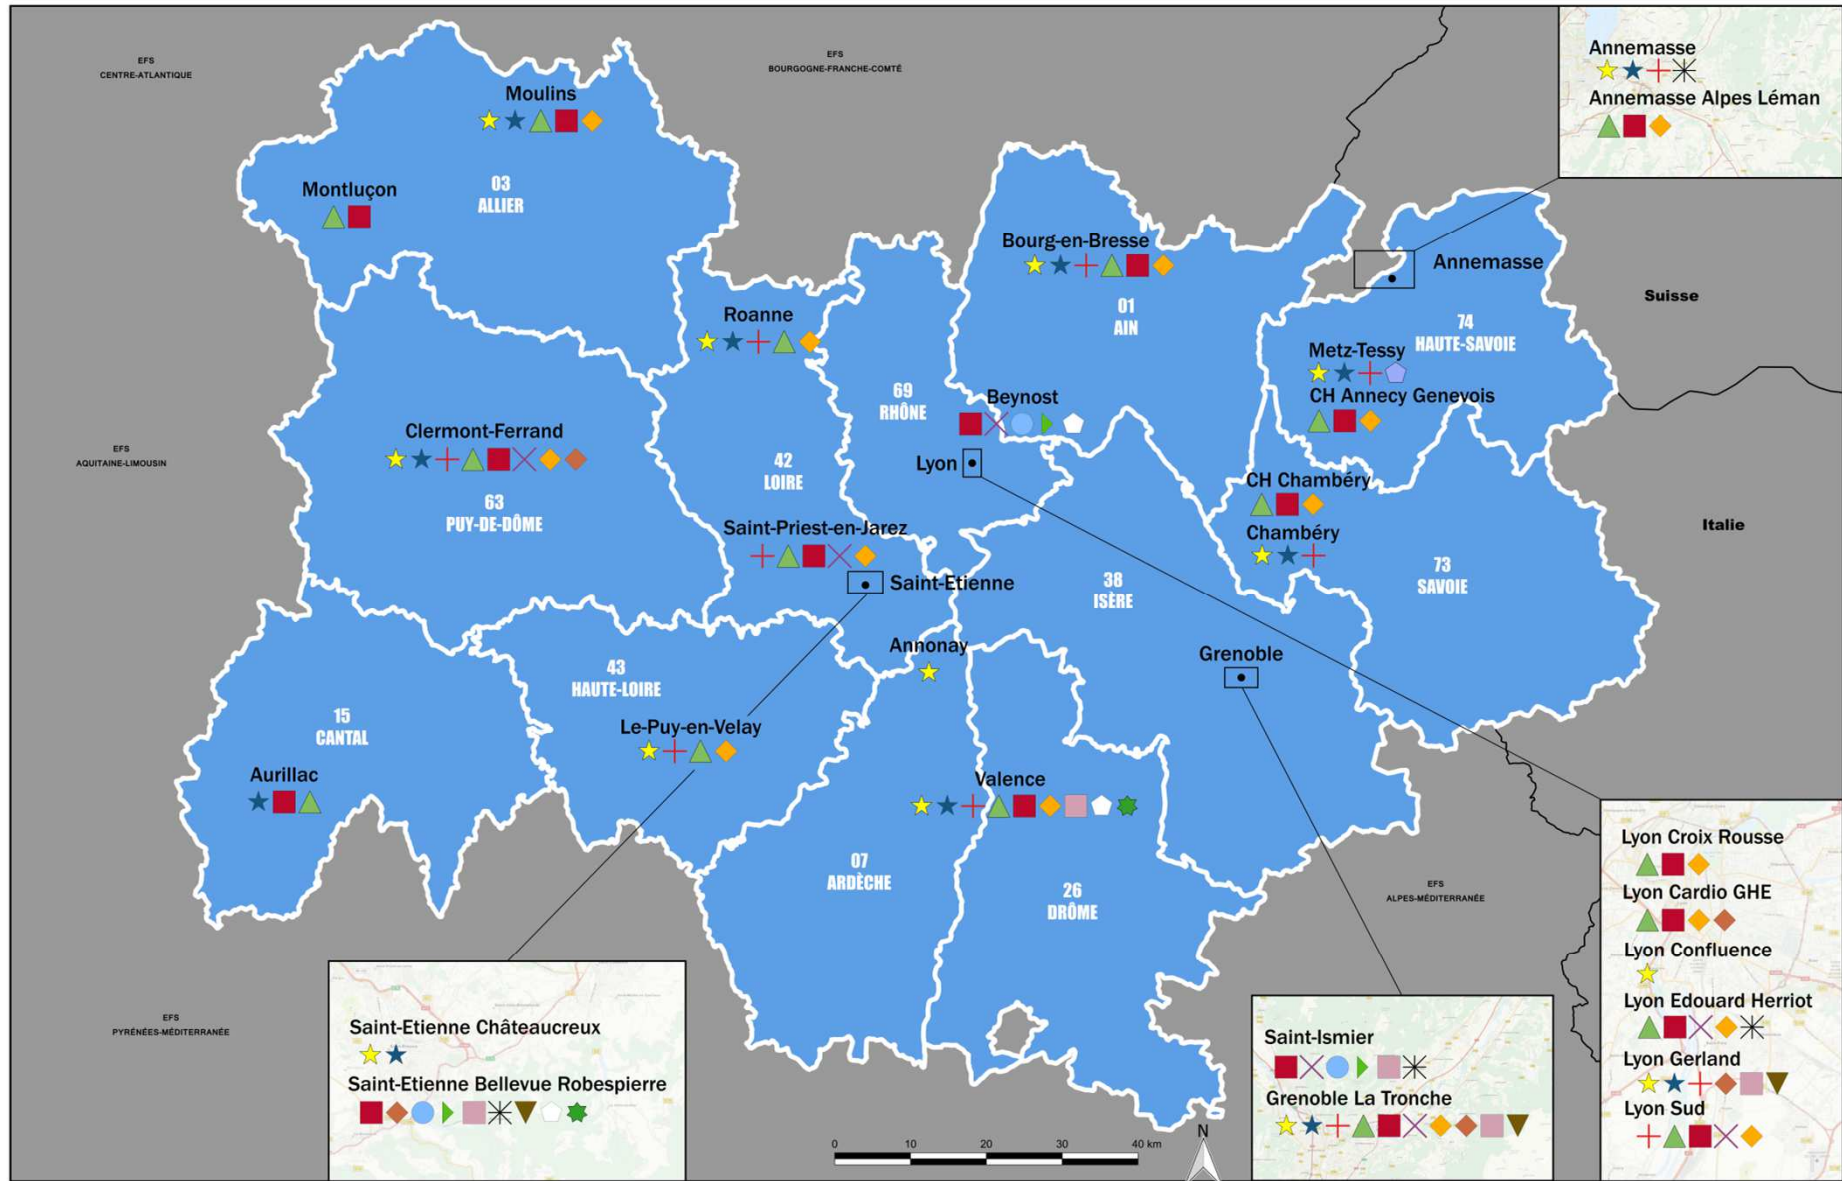 EFS
CENTRE-ATLANTIQUE
EFS
BOURGOGNE-FRANCHE-COMTÉ
Annemasse
Annemasse Alpes Léman
Moulins
Montluçon
03
ALLIER
Bourg-en-Bresse
01
AIN
Annemasse
Suisse
Roanne
74
HAUTE-SAVOIE
Metz-Tessy
CH Annecy Genevois
69
RHÔNE
Beynost
Lyon
EFS
AQUITAINE-LIMOUSIN
Clermont-Ferrand
63
PUY-DE-DÔME
42
LOIRE
CH Chambéry
Chambéry
Italie
Saint-Priest-en-Jarez
Saint-Etienne
38
ISÈRE
73
SAVOIE
Annonay
Grenoble
43
HAUTE-LOIRE
Le-Puy-en-Velay
15
CANTAL
Aurillac
Valence
07
ARDÈCHE
26
DRÔME
EFS
ALPES-MÉDITERRANÉE
Lyon Croix Rousse
Lyon Cardio GHE
Lyon Confluence
Lyon Edouard Herriot
Lyon Gerland
Lyon Sud
EFS
PYRÉNÉES-MÉDITERRANÉE
Saint-Etienne Châteaucreux
Saint-Etienne Bellevue Robespierre
Saint-Ismier
Grenoble La Tronche
0 10 20 30 40 km
N